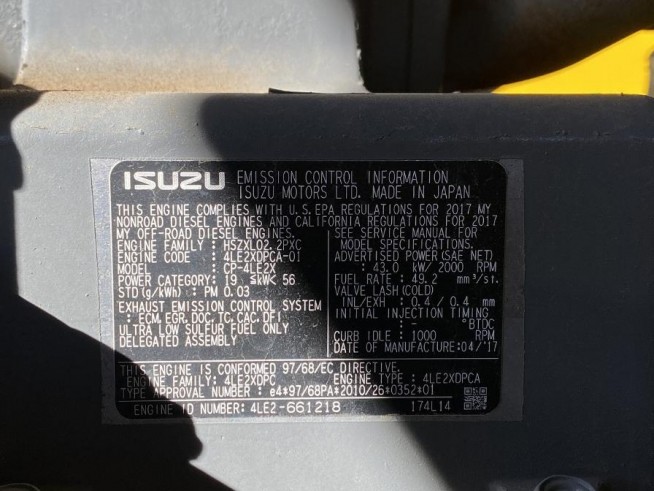 ISUZU EMISSION CONTROL INFORMATION
ISUZU MOTORS LTD. MADE IN JAPAN
THIS ENGINE COMPLIES WITH U.S. EPA REGULATIONS FOR 2017 MY
NONROAD DIESEL ENGINES AND CALIFORNIA REGULATIONS FOR 2017
MY OFF-ROAD DIESEL ENGINES.
ENGINE FAMILY : HSZXL02.2PXC
ENGINE CODE : 4LE2XDPCA-01
MODEL : CP-4LE2X
POWER CATEGORY : 19 ≦kW< 56
STD (g/kWh) : PM 0.03
EXHAUST EMISSION CONTROL SYSTEM
: ECM, EGR, DOC, TC, CAC, DFI
ULTRA LOW SULFUR FUEL ONLY
DELEGATED ASSEMBLY
SEE SERVICE MANUAL FOR
MODEL SPECIFICATIONS.
ADVERTISED POWER (SAE NET)
: 43.0 kW/ 2000 RPM
FUEL RATE : 49.2 mm³/st.
VALVE LASH (COLD)
INL/EXH : 0.4 / 0.4 mm
INITIAL INJECTION TIMING
: - °BTDC
CURB IDLE : 1000 RPM
DATE OF MANUFACTURE : 04/'17
THIS ENGINE IS CONFORMED 97/68/EC DIRECTIVE.
ENGINE FAMILY: 4LE2XDPC ENGINE TYPE : 4LE2XDPCA
TYPE APPROVAL NUMBER : e4*97/68PA*2010/26*0352*01
ENGINE ID NUMBER: 4LE2-661218 174L14